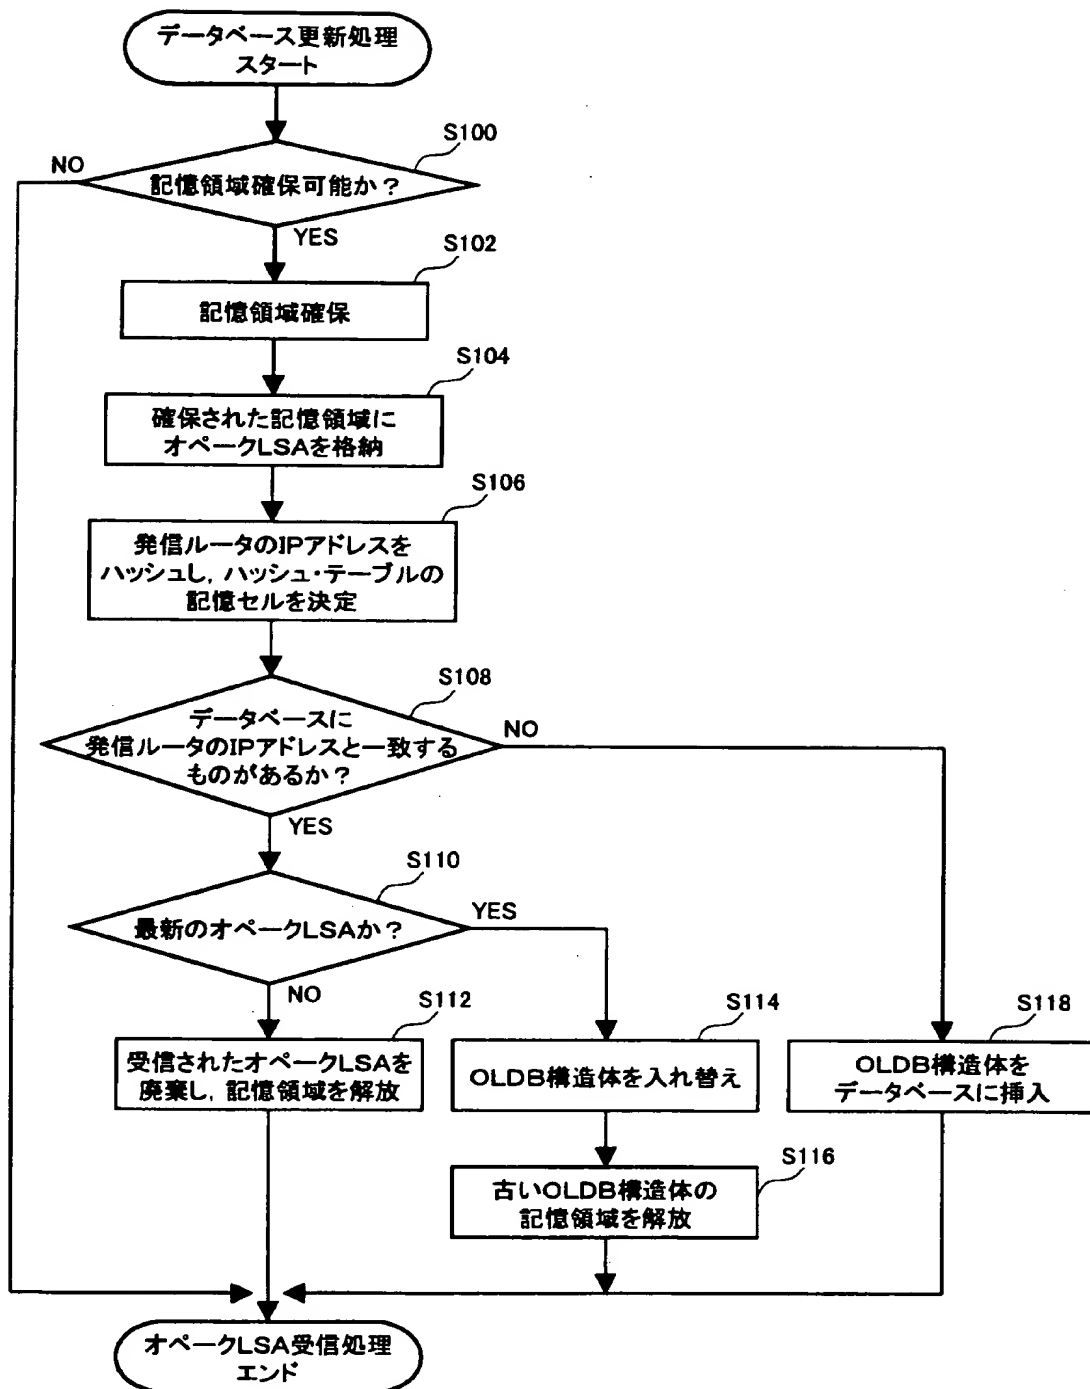 データベース更新処理
スタート
S100
NO
記憶領域確保可能か？
YES
S102
記憶領域確保
S104
確保された記憶領域に
オペークLSAを格納
S106
発信ルータのIPアドレスを
ハッシュし，ハッシュ・テーブルの
記憶セルを決定
S108
データベースに
発信ルータのIPアドレスと一致する
ものがあるか？
NO
YES
S110
最新のオペークLSAか？
YES
NO
S112
受信されたオペークLSAを
廃棄し，記憶領域を解放
S114
OLDB構造体を入れ替え
S118
OLDB構造体を
データベースに挿入
S116
古いOLDB構造体の
記憶領域を解放
オペークLSA受信処理
エンド